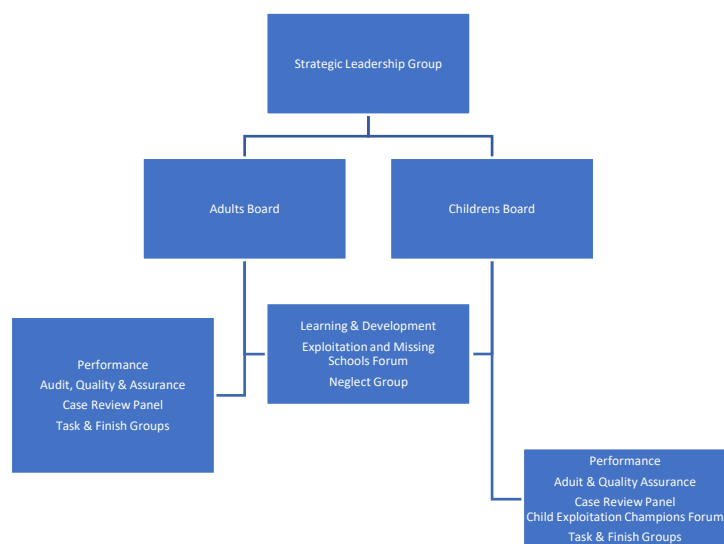 Strategic Leadership Group
Adults Board
Childrens Board
Learning & Development
Exploitation and Missing
Schools Forum
Neglect Group
Performance
Audit, Quality & Assurance
Case Review Panel
Task & Finish Groups
Performance
Aduit & Quality Assurance
Case Review Panel
Child Exploitation Champions Forum
Task & Finish Groups